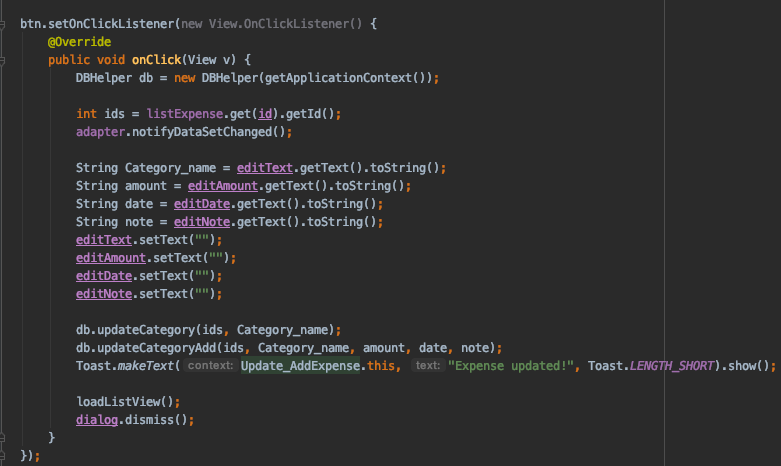 btn.setOnClickListener(new View.OnClickListener() {
@Override
public void onClick(View v) {
DBHelper db = new DBHelper(getApplicationContext());
int ids = listExpense.get(id).getId();
adapter.notifyDataSetChanged();
String Category_name = editText.getText().toString();
String amount = editAmount.getText().toString();
String date = editDate.getText().toString();
String note = editNote.getText().toString();
editText.setText("");
editAmount.setText("");
editDate.setText("");
editNote.setText("");
db.updateCategory(ids, Category_name);
db.updateCategoryAdd(ids, Category_name, amount, date, note);
Toast.makeText( context: Update_AddExpense.this, text: "Expense updated!", Toast.LENGTH_SHORT).show();
loadListView();
dialog.dismiss();
}
});